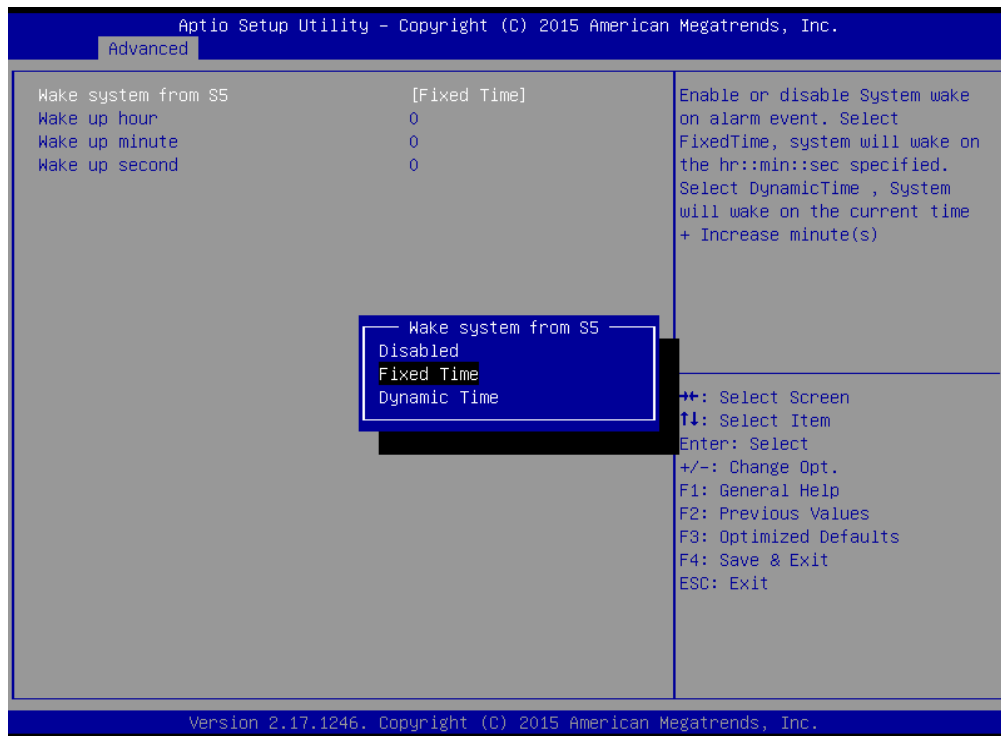 Aptio Setup Utility – Copyright (C) 2015 American Megatrends, Inc.
Advanced
Wake system from S5 [Fixed Time]
Wake up hour 0
Wake up minute 0
Wake up second 0
Enable or disable System wake
on alarm event. Select
FixedTime, system will wake on
the hr::min::sec specified.
Select DynamicTime , System
will wake on the current time
+ Increase minute(s)
Wake system from S5
Disabled
Fixed Time
Dynamic Time
→←: Select Screen
↑↓: Select Item
Enter: Select
+/-: Change Opt.
F1: General Help
F2: Previous Values
F3: Optimized Defaults
F4: Save & Exit
ESC: Exit
Version 2.17.1246. Copyright (C) 2015 American Megatrends, Inc.